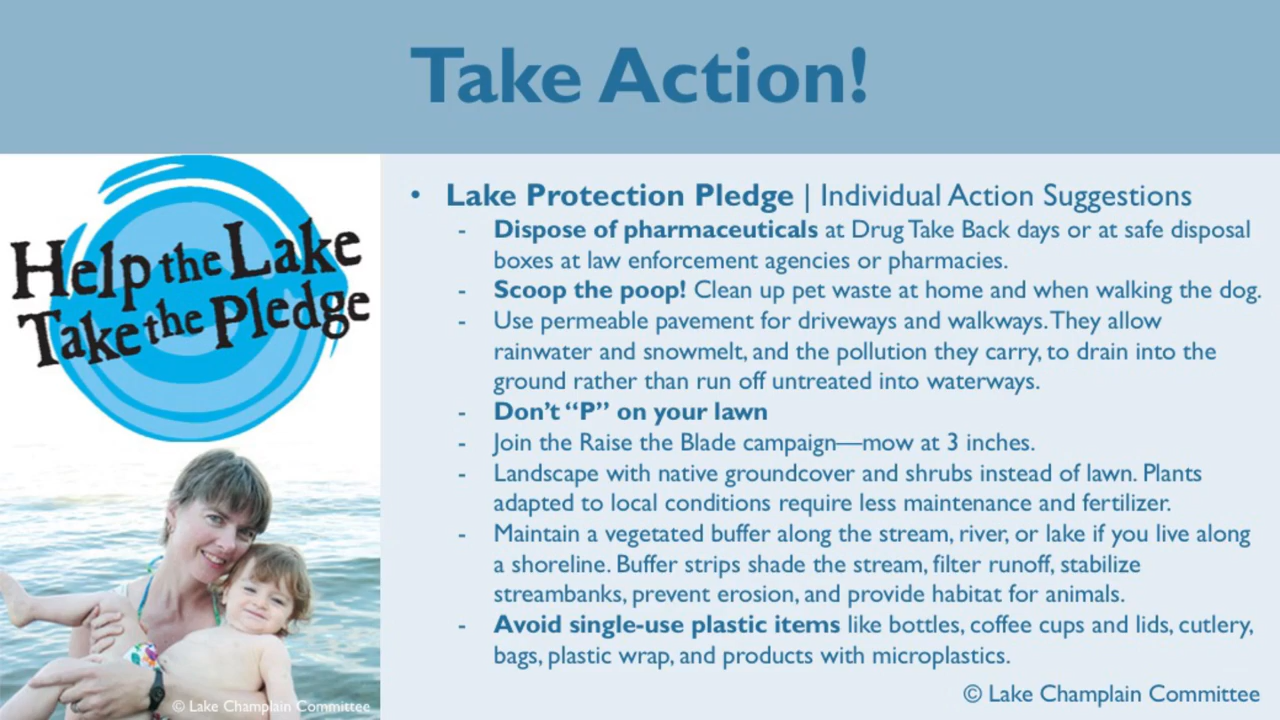 Take Action!
Help the Lake
Take the Pledge
© Lake Champlain Committee
• Lake Protection Pledge | Individual Action Suggestions
- Dispose of pharmaceuticals at Drug Take Back days or at safe disposal
boxes at law enforcement agencies or pharmacies.
- Scoop the poop! Clean up pet waste at home and when walking the dog.
- Use permeable pavement for driveways and walkways. They allow
rainwater and snowmelt, and the pollution they carry, to drain into the
ground rather than run off untreated into waterways.
- Don’t “P” on your lawn
- Join the Raise the Blade campaign—mow at 3 inches.
- Landscape with native groundcover and shrubs instead of lawn. Plants
adapted to local conditions require less maintenance and fertilizer.
- Maintain a vegetated buffer along the stream, river, or lake if you live along
a shoreline. Buffer strips shade the stream, filter runoff, stabilize
streambanks, prevent erosion, and provide habitat for animals.
- Avoid single-use plastic items like bottles, coffee cups and lids, cutlery,
bags, plastic wrap, and products with microplastics.
© Lake Champlain Committee